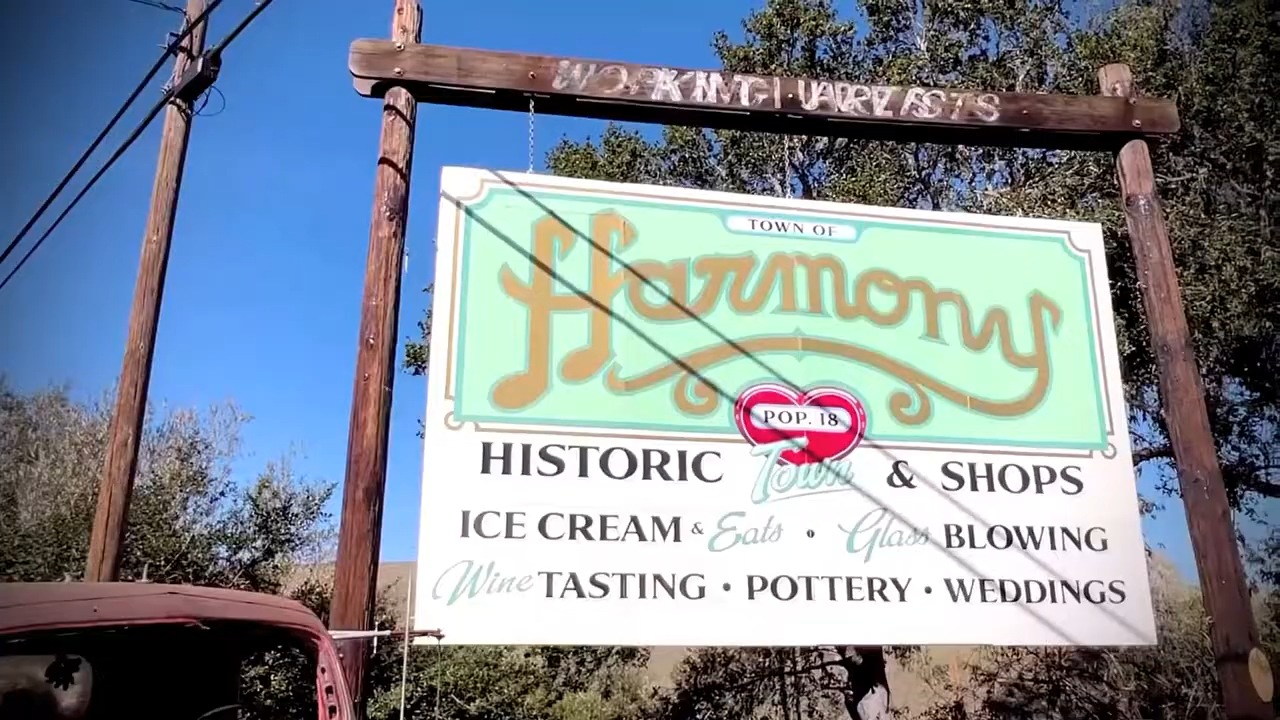 TOWN OF
Harmony
POP. 18
HISTORIC Town & SHOPS
ICE CREAM & Eats • Glass BLOWING
Wine TASTING • POTTERY • WEDDINGS